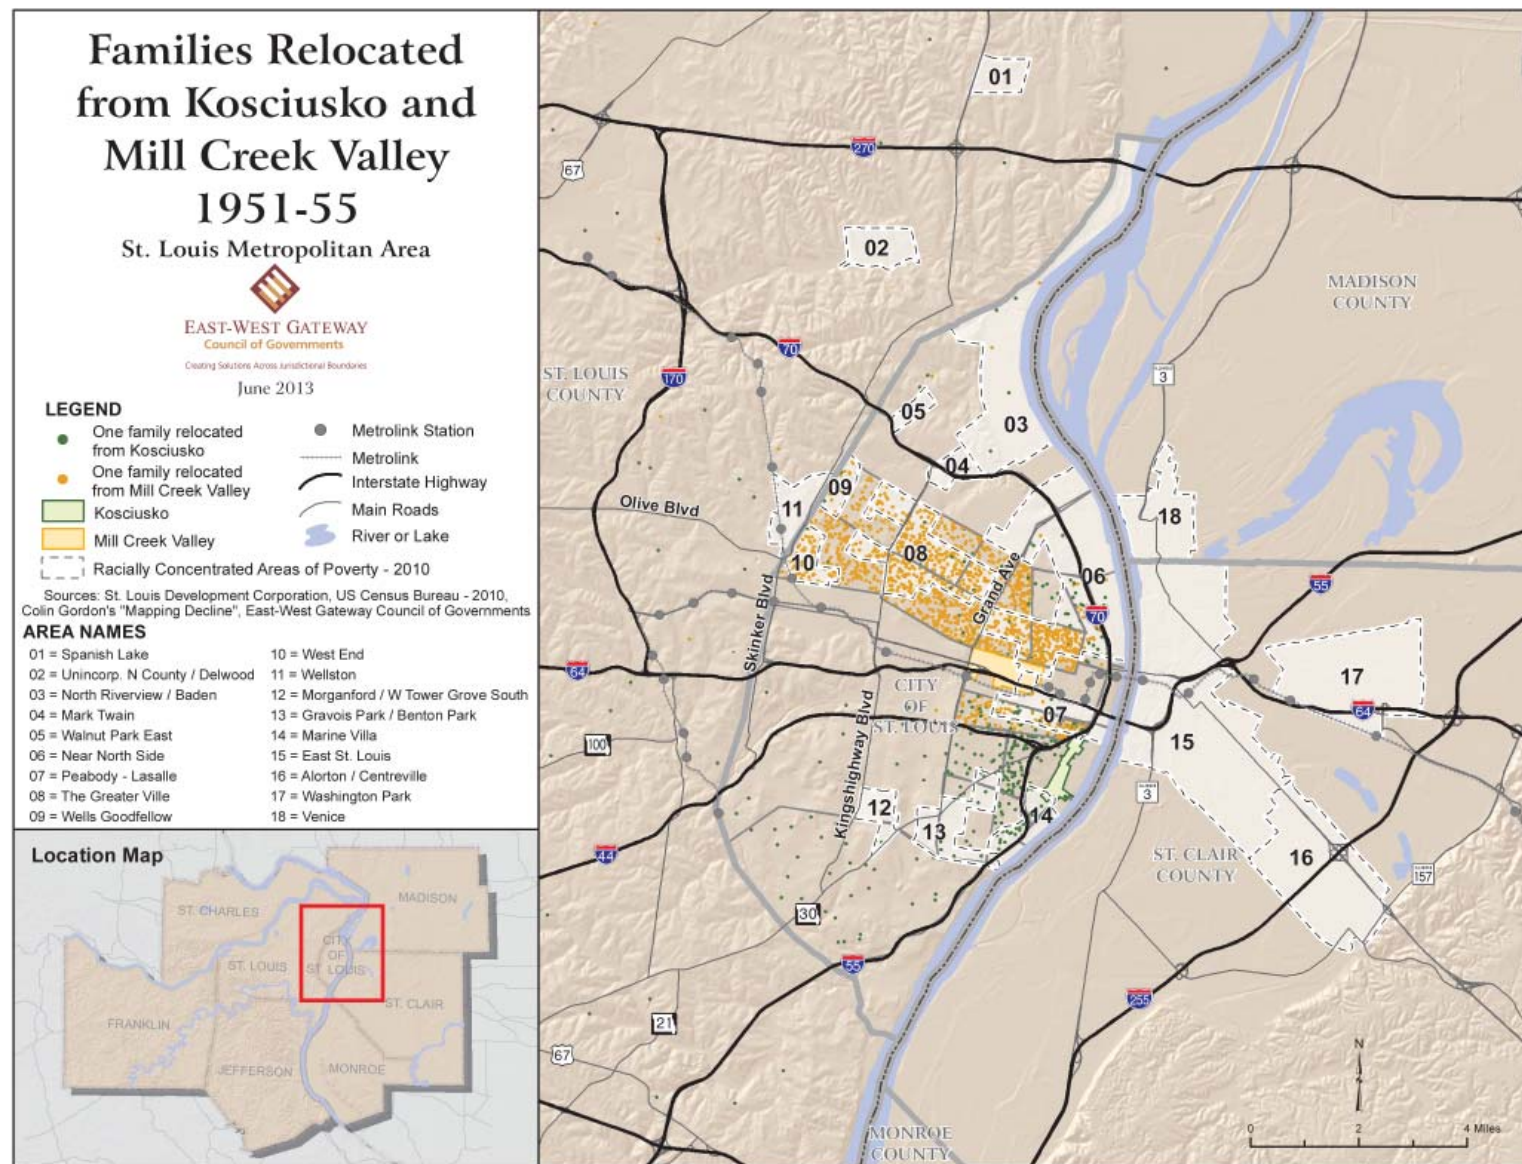 Families Relocated
from Kosciusko and
Mill Creek Valley
1951-55
St. Louis Metropolitan Area
EAST-WEST GATEWAY
Council of Governments
Creating Solutions Across Jurisdictional Boundaries
June 2013
LEGEND
One family relocated
from Kosciusko
One family relocated
from Mill Creek Valley
Kosciusko
Mill Creek Valley
Racially Concentrated Areas of Poverty - 2010
Metrolink Station
Metrolink
Interstate Highway
Main Roads
River or Lake
Sources: St. Louis Development Corporation, US Census Bureau - 2010,
Colin Gordon's "Mapping Decline", East-West Gateway Council of Governments
AREA NAMES
01 = Spanish Lake
02 = Unincorp. N County / Delwood
03 = North Riverview / Baden
04 = Mark Twain
05 = Walnut Park East
06 = Near North Side
07 = Peabody - Lasalle
08 = The Greater Ville
09 = Wells Goodfellow
10 = West End
11 = Wellston
12 = Morganford / W Tower Grove South
13 = Gravois Park / Benton Park
14 = Marine Villa
15 = East St. Louis
16 = Alorton / Centreville
17 = Washington Park
18 = Venice
Location Map
ST. CHARLES
MADISON
CITY
OF
ST. LOUIS
ST. LOUIS
ST. CLAIR
FRANKLIN
JEFFERSON
MONROE
01
270
67
02
MADISON
COUNTY
70
ST. LOUIS
COUNTY
170
3
05
03
04
09
11
Olive Blvd
18
08
10
Grand Ave
06
55
70
Skinker Blvd
64
17
CITY
OF
ST. LOUIS
07
64
Kingshighway Blvd
100
15
3
12
13
14
44
ST. CLAIR
COUNTY
16
157
30
55
255
21
67
N
S
MONROE
COUNTY
0
2
4 Miles